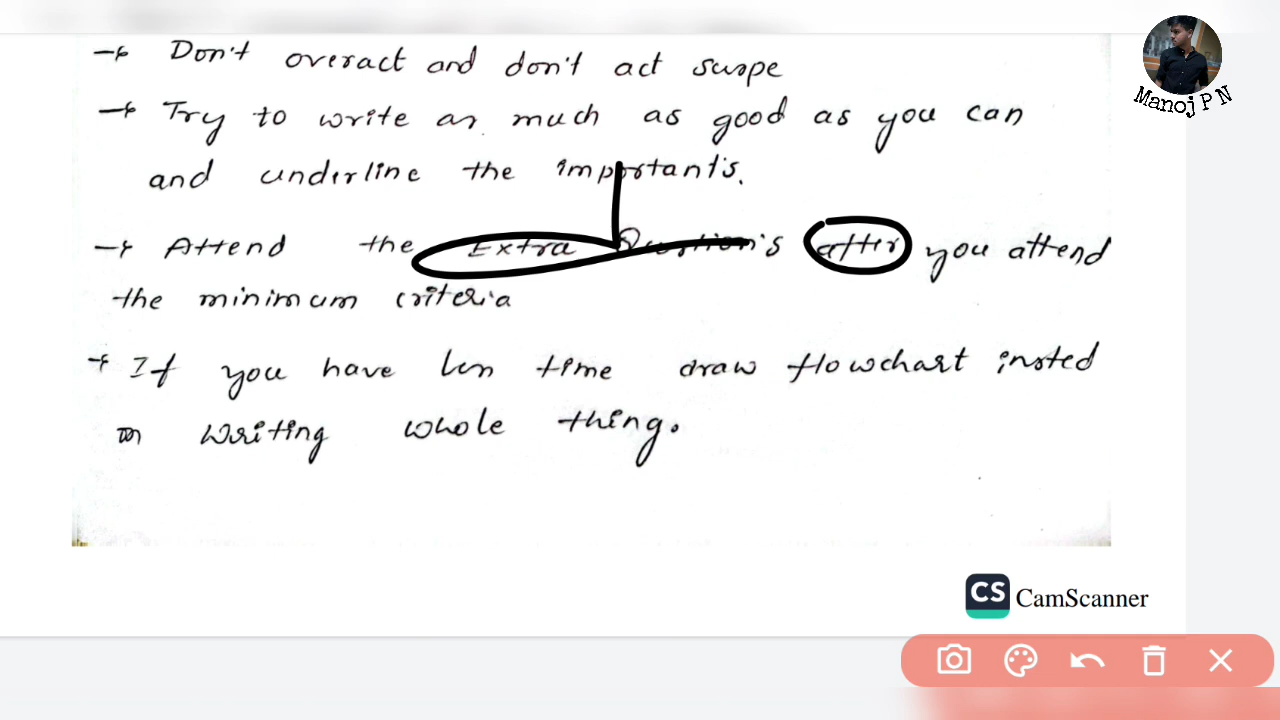 → Don't overact and don't act suspe
→ Try to write as much as good as you can
and underline the important's.
→ Attend the Extra Question's after you attend
the minimum criteria
→ If you have less time draw flowchart insted
writing whole thing.
Manoj P N
CS CamScanner